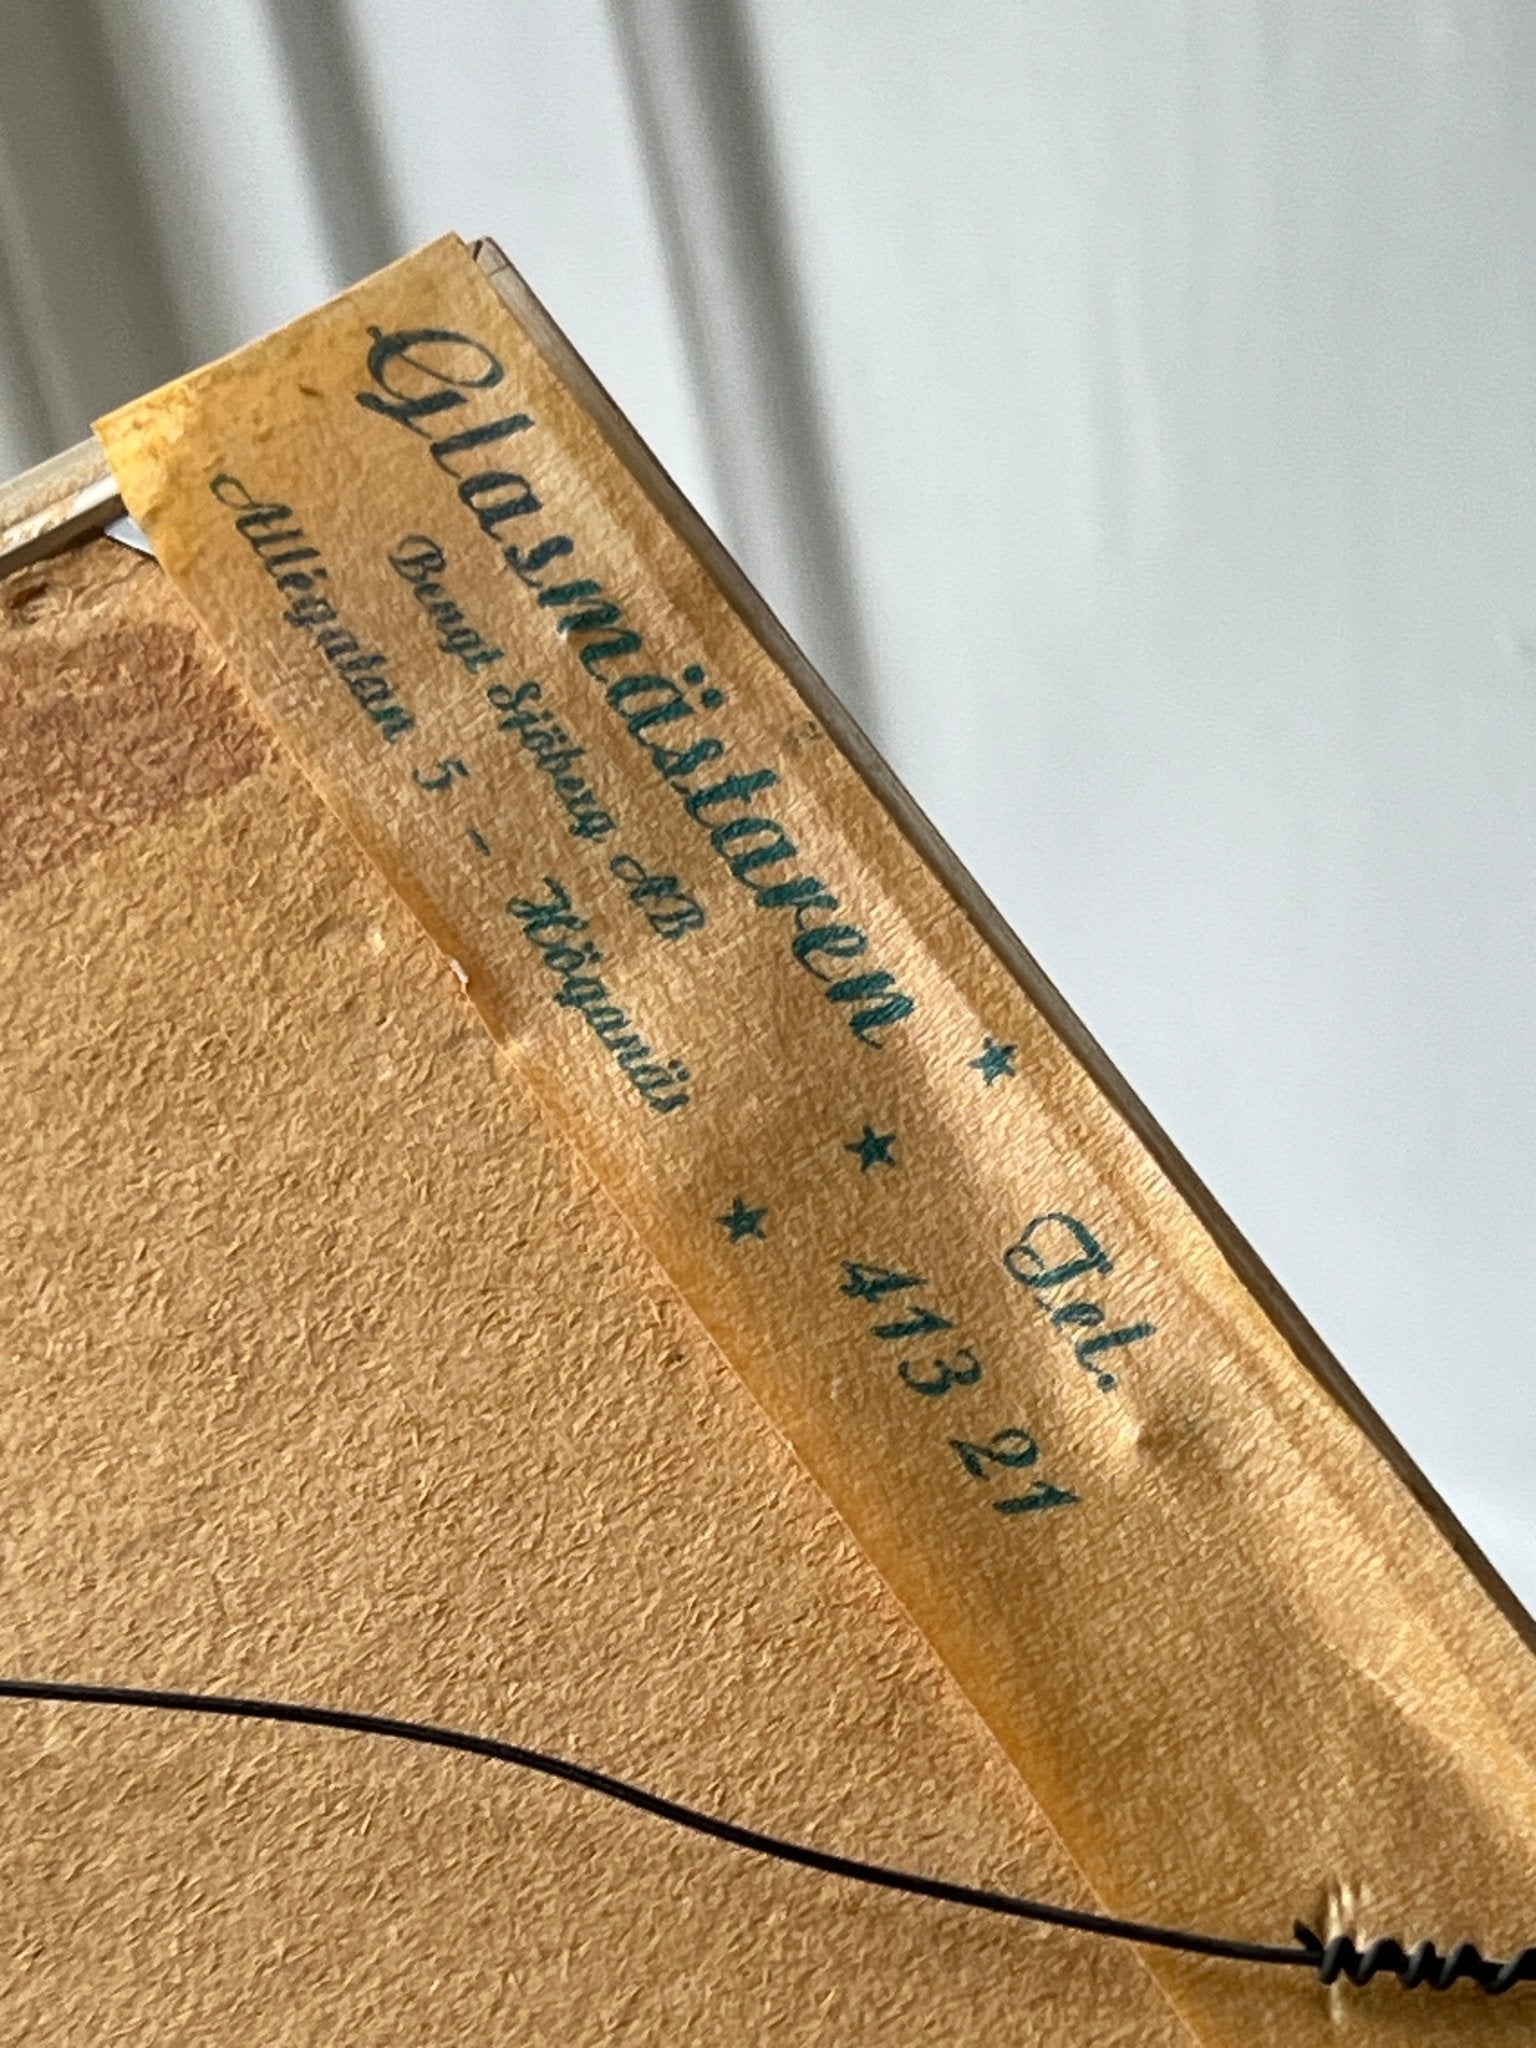 Glasmästaren ★ Tel.
Bengt Sjöberg AB ★ 413 21
Allégatan 5 - Höganäs ★